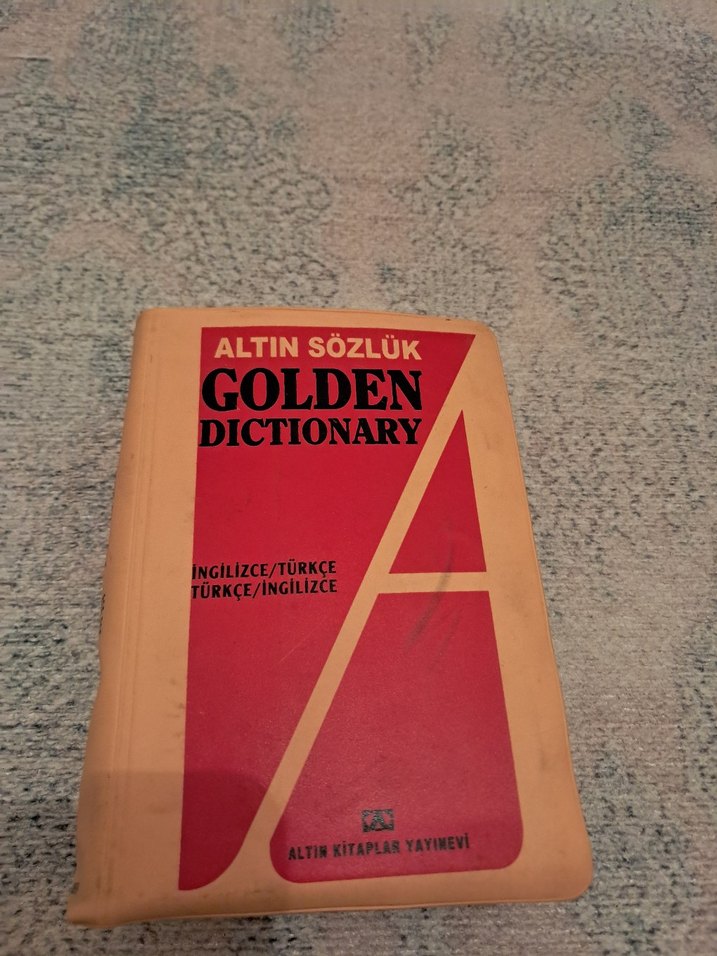 ALTIN SÖZLÜK
GOLDEN
DICTIONARY
İNGİLİZCE/TÜRKÇE
TÜRKÇE/İNGİLİZCE
ALTIN KİTAPLAR YAYINEVİ